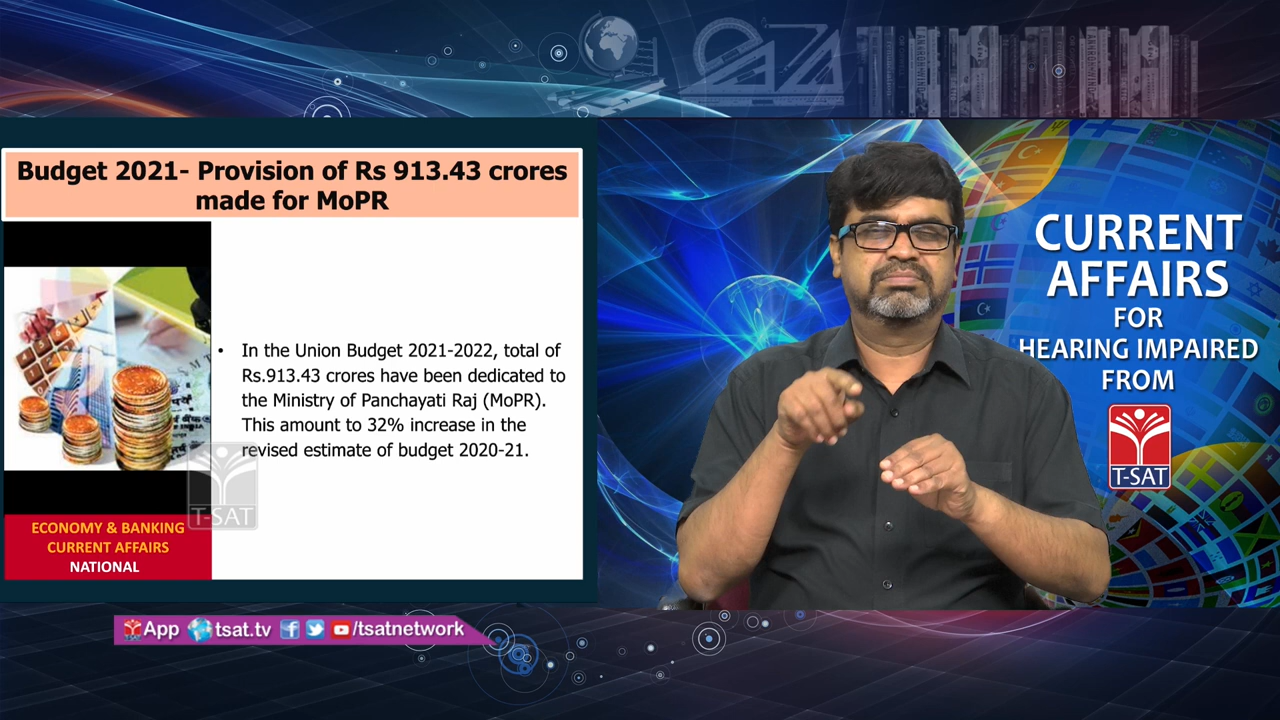 Budget 2021- Provision of Rs 913.43 crores
made for MoPR
• In the Union Budget 2021-2022, total of
Rs.913.43 crores have been dedicated to
the Ministry of Panchayati Raj (MoPR).
This amount to 32% increase in the
revised estimate of budget 2020-21.
T-SAT
ECONOMY & BANKING
CURRENT AFFAIRS
NATIONAL
CURRENT
AFFAIRS
FOR
HEARING IMPAIRED
FROM
T-SAT
App tsat.tv /tsatnetwork